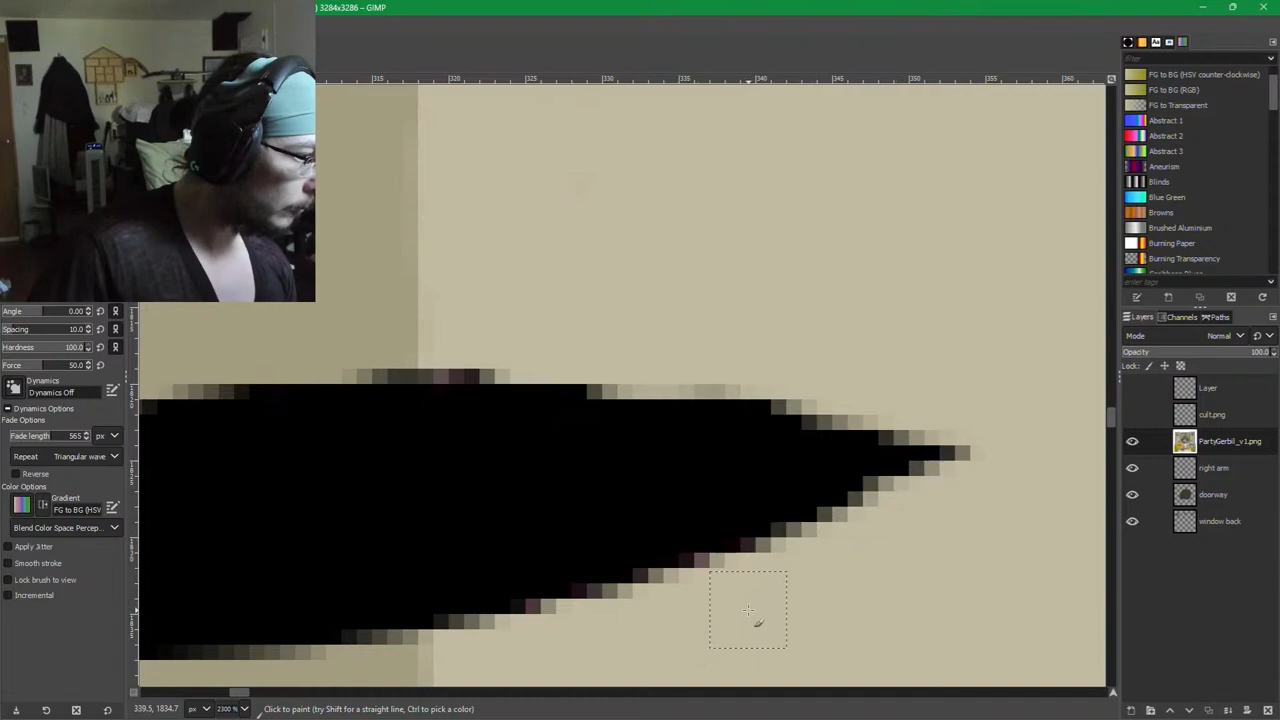 ) 3284x3286 – GIMP
315 320 325 330 335 340 345 350 355 360
filter
FG to BG (HSV counter-clockwise)
FG to BG (RGB)
FG to Transparent
Abstract 1
Abstract 2
Abstract 3
Aneurism
Blinds
Blue Green
Browns
Brushed Aluminium
Burning Paper
Burning Transparency
enter tags
Layers Channels Paths
Mode Normal
Opacity 100.0
Lock:
Layer
cult.png
PartyGerbil_v1.png
right arm
doorway
window back
Angle 0.00
Spacing 10.0
Hardness 100.0
Force 50.0
Dynamics
Dynamics Off
Dynamics Options
Fade Options
Fade length 565 px
Repeat Triangular wave
Reverse
Color Options
Gradient
FG to BG (HSV
Blend Color Space Percep...
Apply Jitter
Smooth stroke
Lock brush to view
Incremental
339.5, 1834.7 px 2300 % Click to paint (try Shift for a straight line, Ctrl to pick a color)